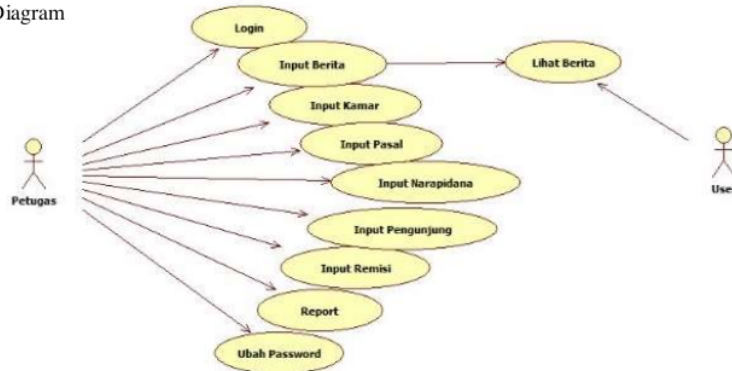 Diagram
Login
Input Berita
Lihat Berita
Input Kamar
Input Pasal
Input Narapidana
Petugas
Use
Input Pengunjung
Input Remisi
Report
Ubah Password